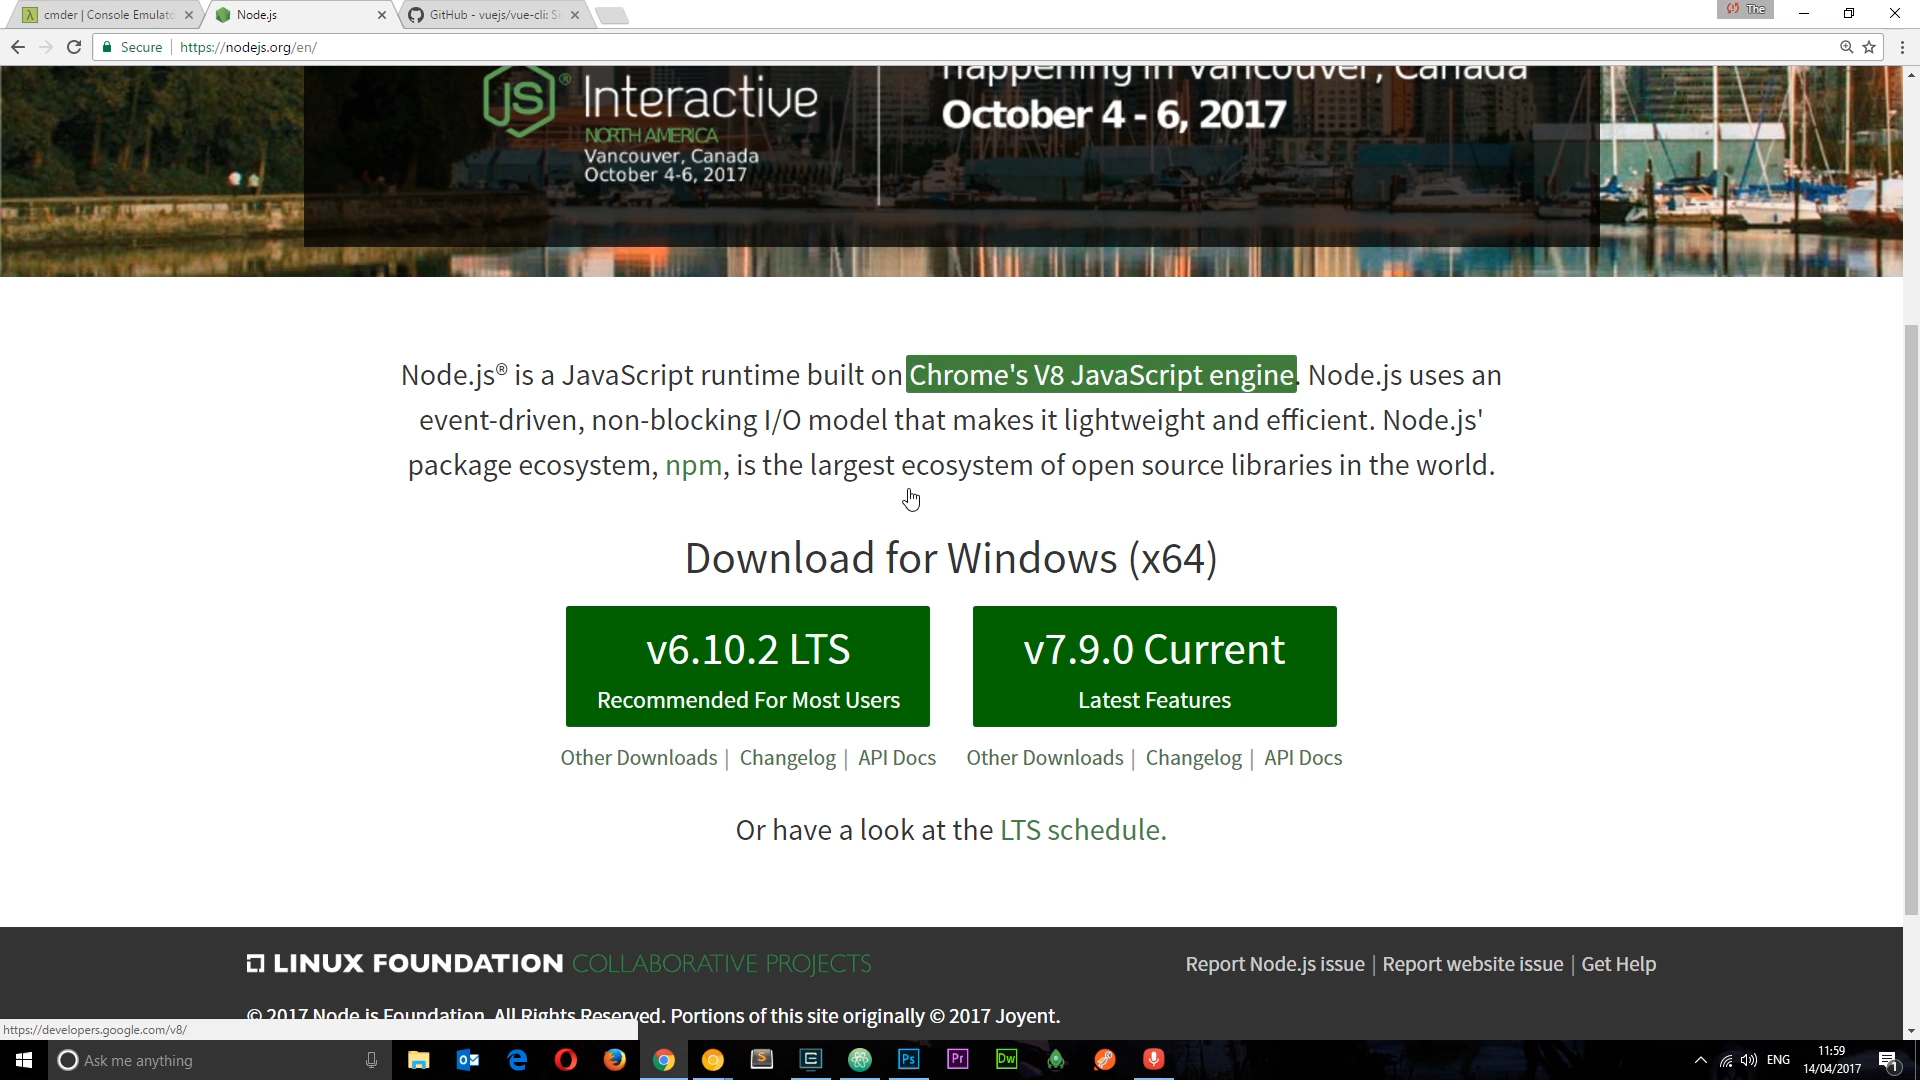 cmder | Console Emulato
Node.js
GitHub - vuejs/vue-cli: S
The
Secure
https://nodejs.org/en/
JS
®
Interactive
NORTH AMERICA
Vancouver, Canada
October 4-6, 2017
happening in Vancouver, Canada
October 4 - 6, 2017
Node.js® is a JavaScript runtime built on Chrome's V8 JavaScript engine. Node.js uses an
event-driven, non-blocking I/O model that makes it lightweight and efficient. Node.js'
package ecosystem, npm, is the largest ecosystem of open source libraries in the world.
Download for Windows (x64)
v6.10.2 LTS
Recommended For Most Users
v7.9.0 Current
Latest Features
Other Downloads | Changelog | API Docs
Other Downloads | Changelog | API Docs
Or have a look at the LTS schedule.
LINUX FOUNDATION COLLABORATIVE PROJECTS
Report Node.js issue | Report website issue | Get Help
© 2017 Node.js Foundation. All Rights Reserved. Portions of this site originally © 2017 Joyent.
https://developers.google.com/v8/
Ask me anything
Ps
Pr
Dw
ENG
11:59
14/04/2017
1